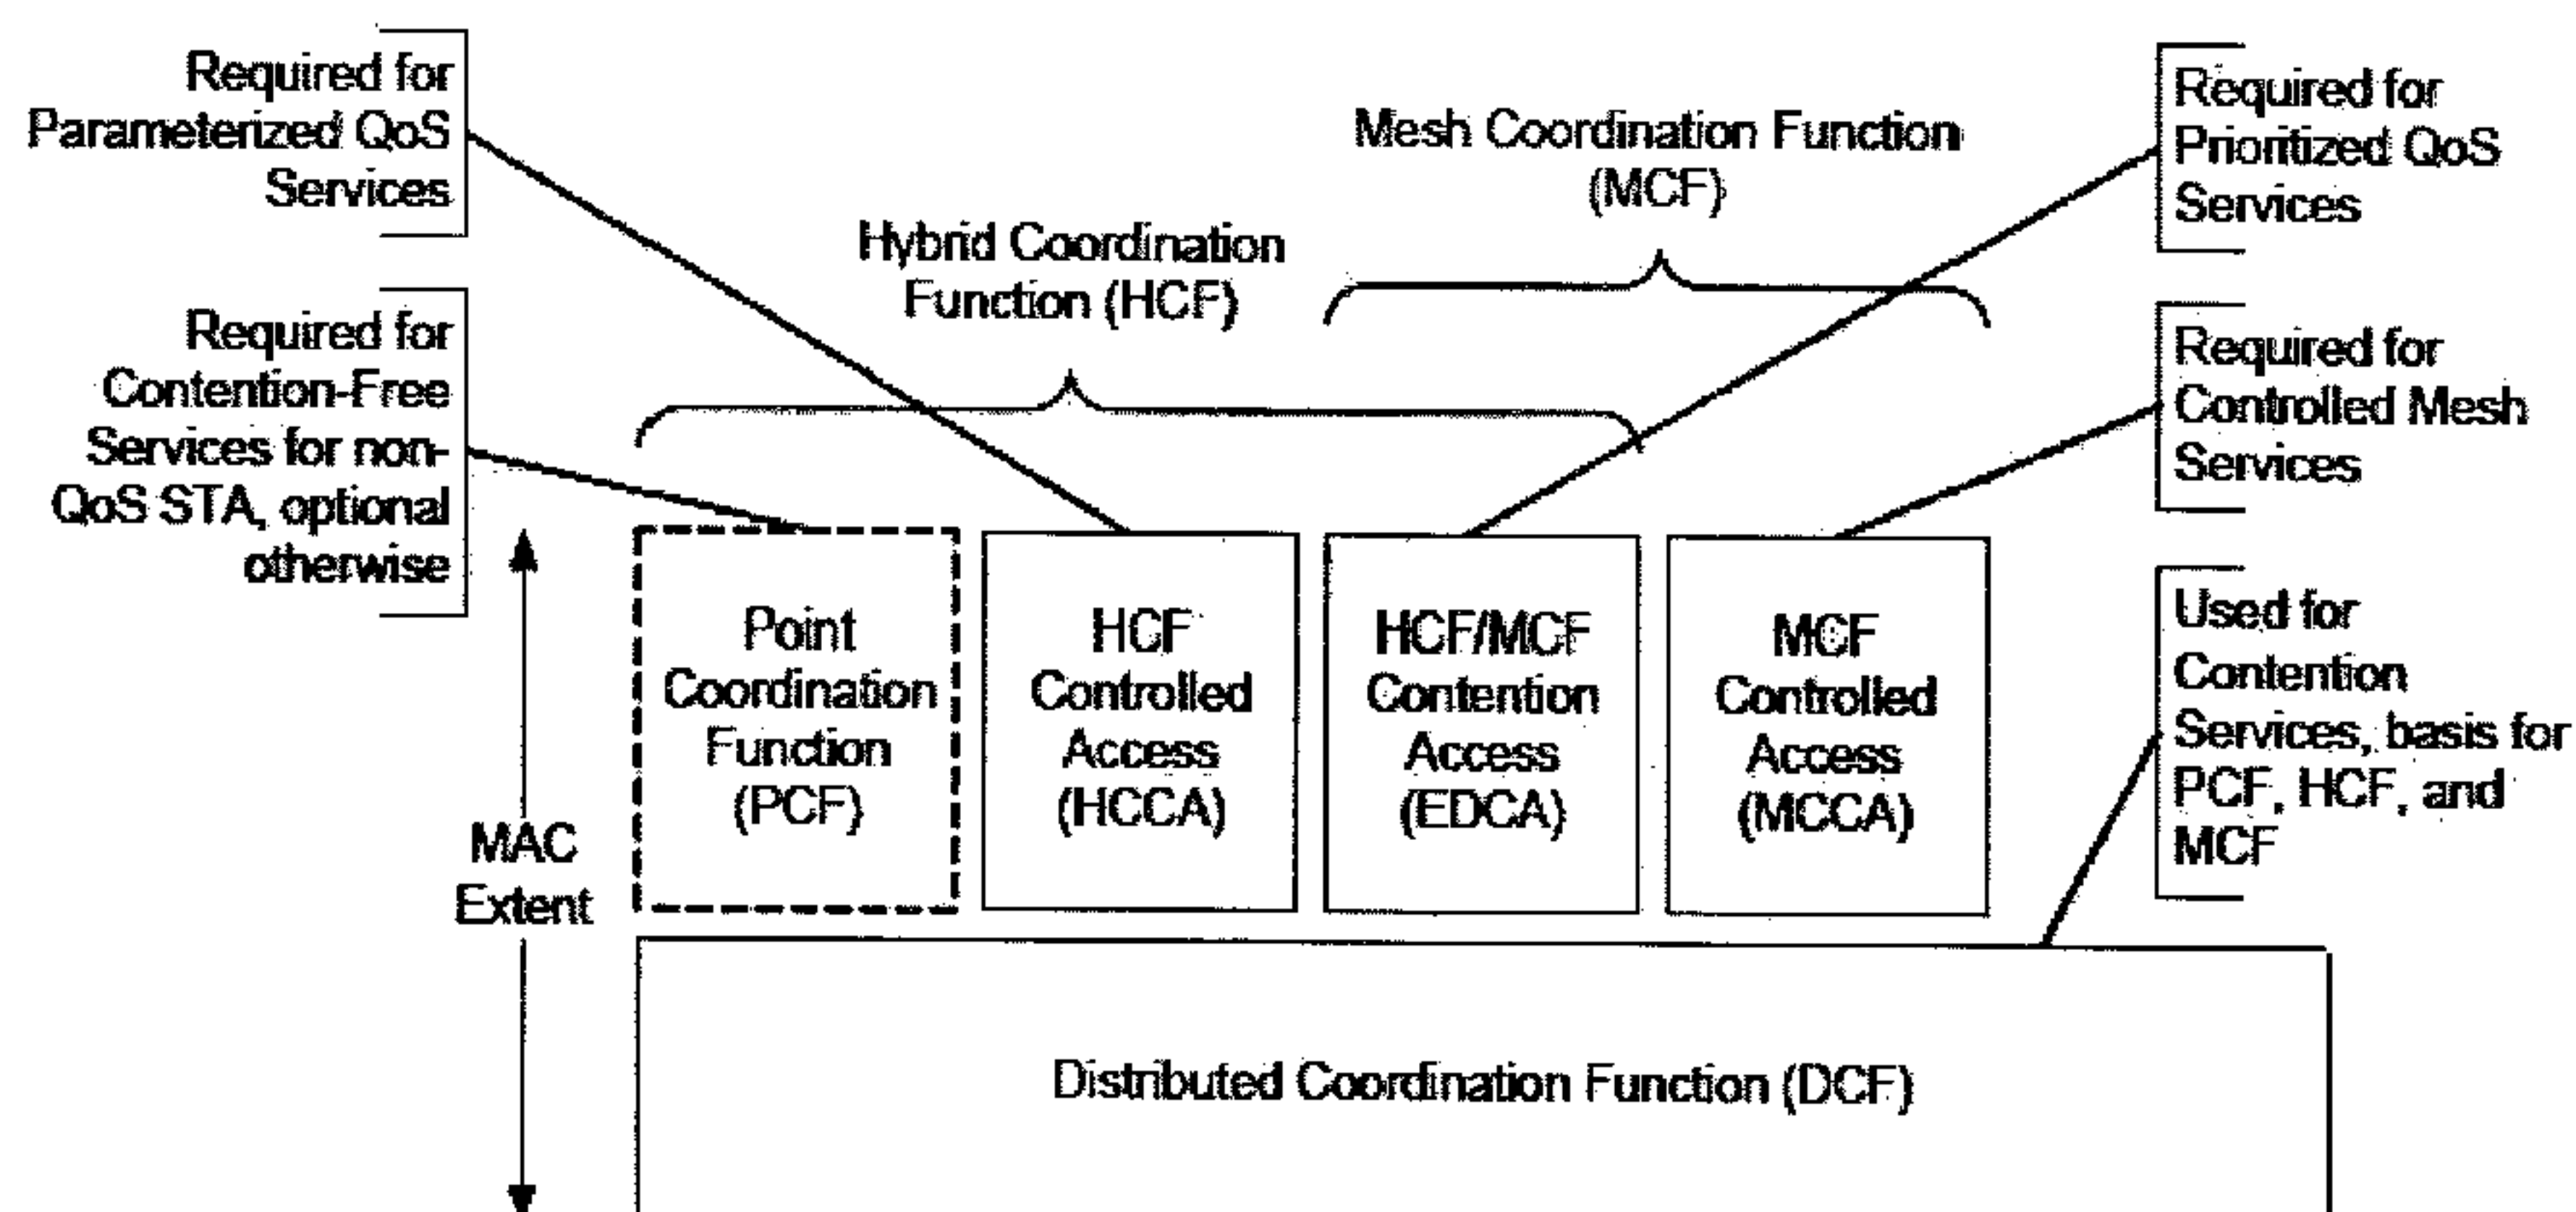 Required for
Parameterized QoS
Services
Required for
Contention-Free
Services for non-
QoS STA, optional
otherwise
Hybrid Coordination
Function (HCF)
Mesh Coordination Function
(MCF)
Required for
Prioritized QoS
Services
Required for
Controlled Mesh
Services
Used for
Contention
Services, basis for
PCF, HCF, and
MCF
MAC
Extent
Point
Coordination
Function
(PCF)
HCF
Controlled
Access
(HCCA)
HCF/MCF
Contention
Access
(EDCA)
MCF
Controlled
Access
(MCCA)
Distributed Coordination Function (DCF)